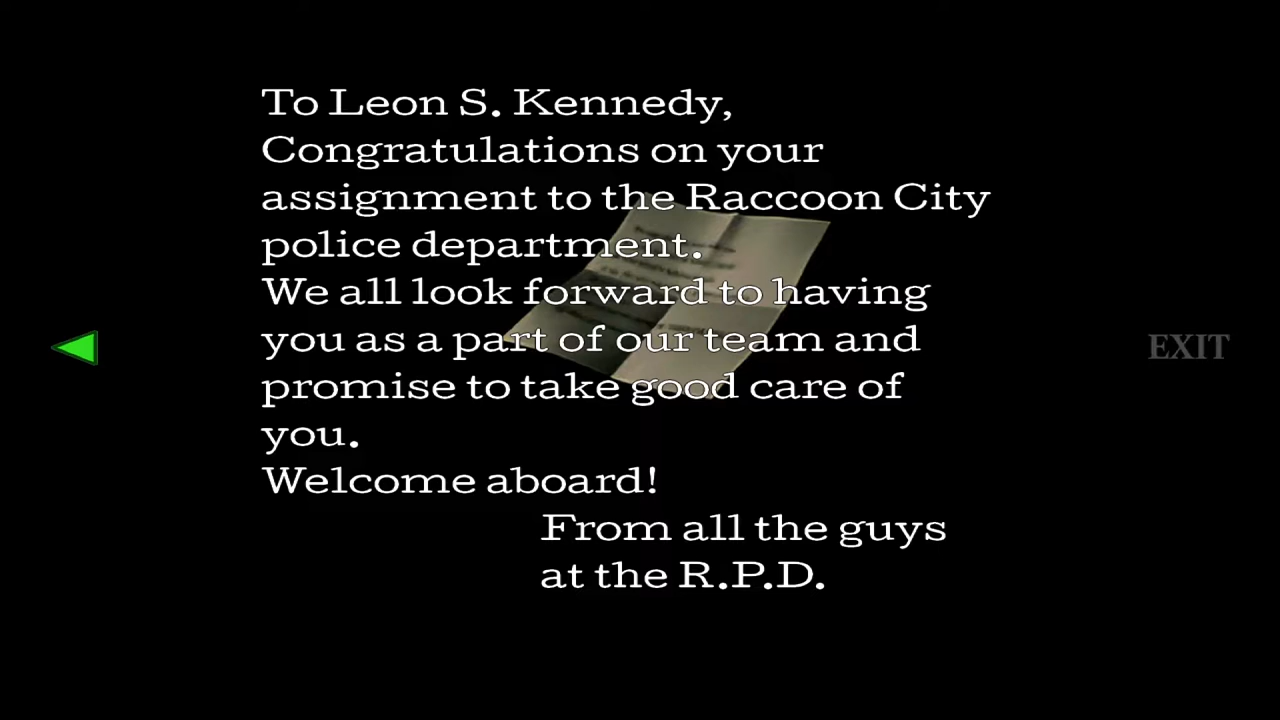 To Leon S. Kennedy,
Congratulations on your
assignment to the Raccoon City
police department.
We all look forward to having
you as a part of our team and
promise to take good care of
you.
Welcome aboard!
From all the guys
at the R.P.D.
EXIT